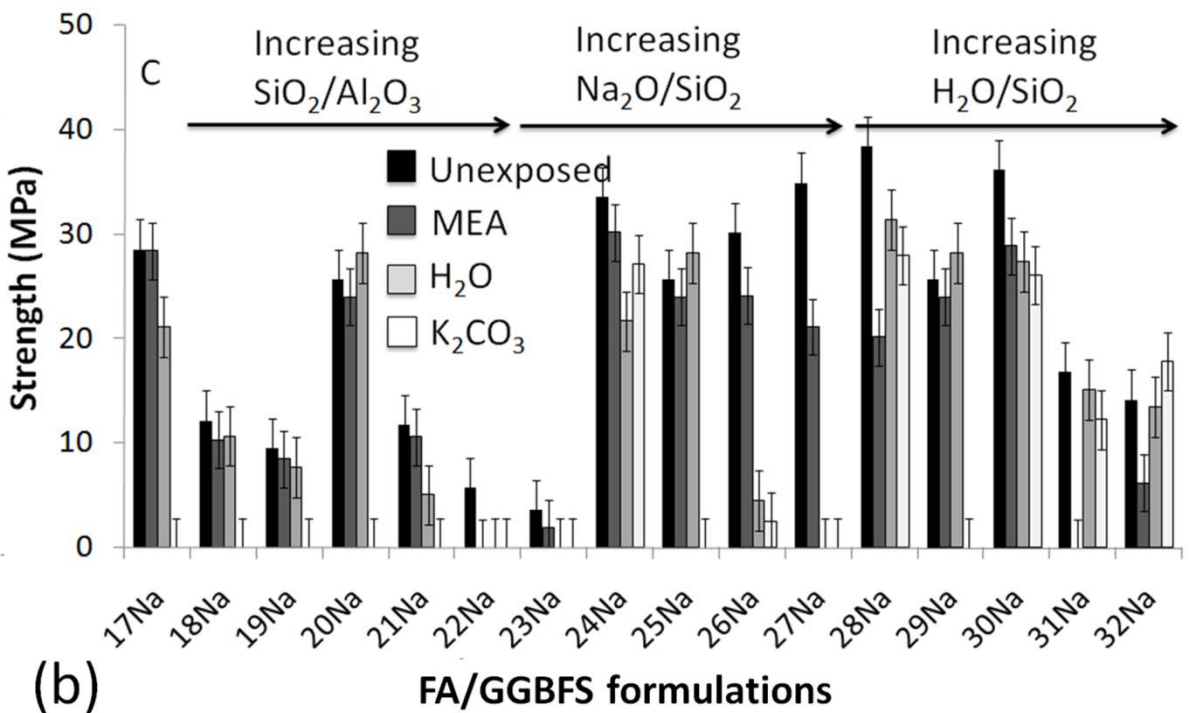 50
40
30
20
10
0
Strength (MPa)
C
Increasing
SiO₂/Al₂O₃
Increasing
Na₂O/SiO₂
Increasing
H₂O/SiO₂
Unexposed
MEA
H₂O
K₂CO₃
17Na
18Na
19Na
20Na
21Na
22Na
23Na
24Na
25Na
26Na
27Na
28Na
29Na
30Na
31Na
32Na
(b)
FA/GGBFS formulations